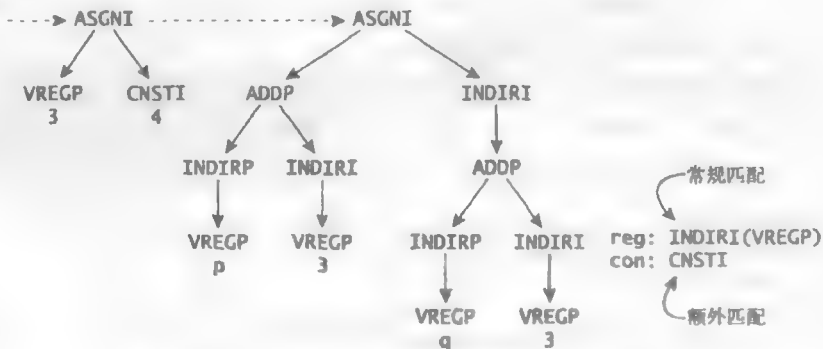 ASGNI ASGNI
VREGP CNSTI ADDP INDIRI
3 4
INDIRP INDIRI ADDP
常规匹配
VREGP VREGP INDIRP INDIRI reg: INDIRI(VREGP)
p 3 con: CNSTI
VREGP VREGP 额外匹配
q 3